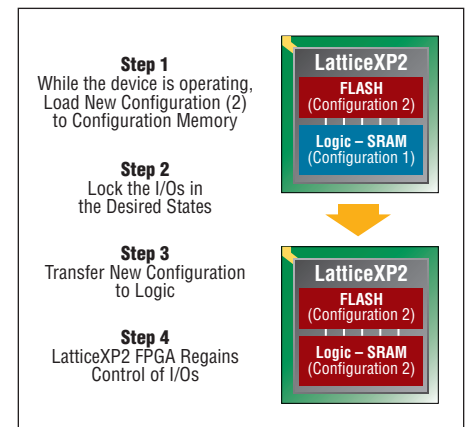 Step 1
While the device is operating,
Load New Configuration (2)
to Configuration Memory
Step 2
Lock the I/Os in
the Desired States
Step 3
Transfer New Configuration
to Logic
Step 4
LatticeXP2 FPGA Regains
Control of I/Os
LatticeXP2
FLASH
(Configuration 2)
Logic – SRAM
(Configuration 1)
LatticeXP2
FLASH
(Configuration 2)
Logic – SRAM
(Configuration 2)